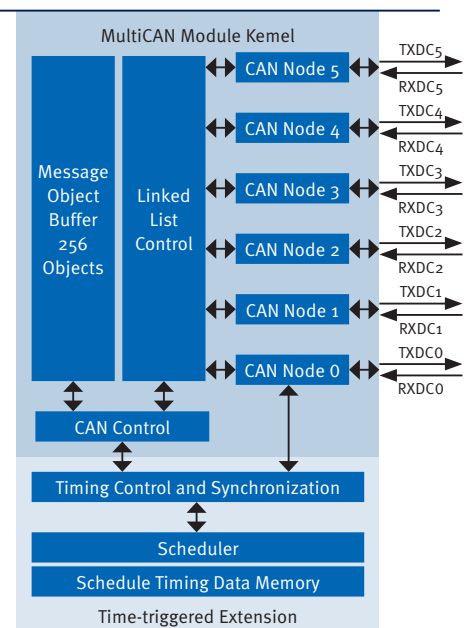 MultiCAN Module Kemel
Message
Object
Buffer
256
Objects
Linked
List
Control
CAN Node 5
TXDC5
RXDC5
CAN Node 4
TXDC4
RXDC4
CAN Node 3
TXDC3
RXDC3
CAN Node 2
TXDC2
RXDC2
CAN Node 1
TXDC1
RXDC1
CAN Node 0
TXDC0
RXDC0
CAN Control
Timing Control and Synchronization
Scheduler
Schedule Timing Data Memory
Time-triggered Extension